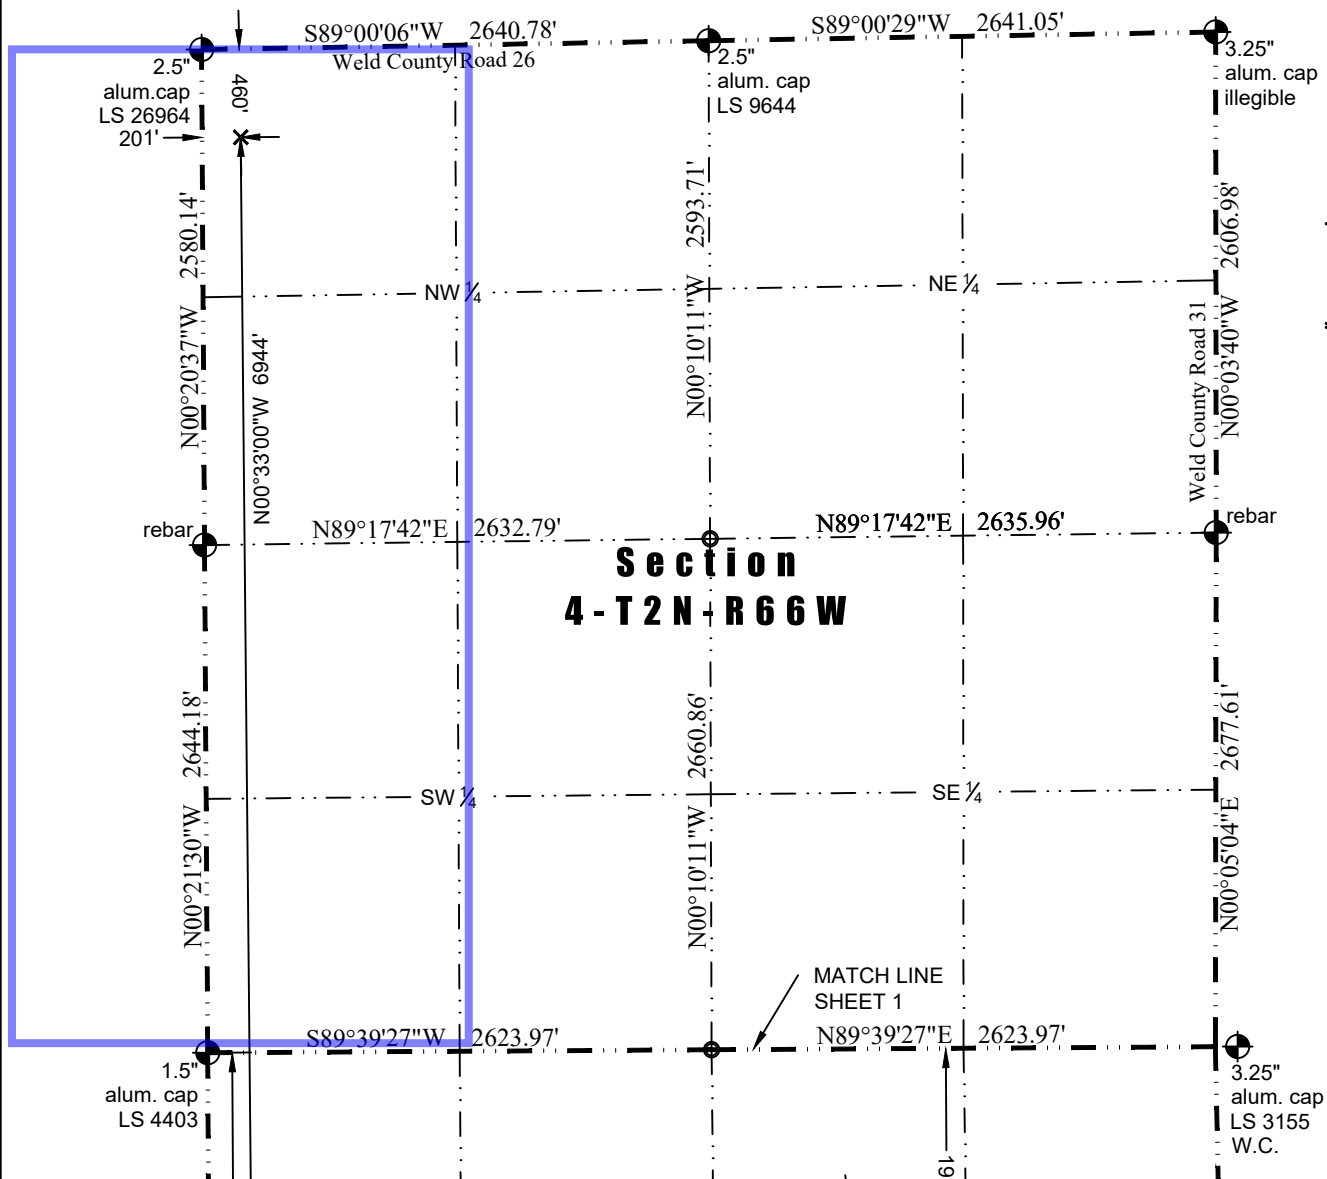 S89°00'06"W 2640.78'
Weld County Road 26
S89°00'29"W 2641.05'
2.5"
alum.cap
LS 26964
201'
460'
2.5"
alum. cap
LS 9644
3.25"
alum. cap
illegible
N00°20'37"W 2580.14'
N00°33'00"W 6944'
N00°10'11"W 2593.71'
Weld County Road 31
N00°03'40"W 2606.98'
NW 1/4
NE 1/4
rebar
N89°17'42"E 2632.79'
N89°17'42"E 2635.96'
rebar
Section
4-T2N-R66W
N00°21'30"W 2644.18'
N00°10'11"W 2660.86'
N00°05'04"E 2677.61'
SW 1/4
SE 1/4
MATCH LINE
SHEET 1
S89°39'27"W 2623.97'
N89°39'27"E 2623.97'
1.5"
alum. cap
LS 4403
3.25"
alum. cap
LS 3155
W.C.
19